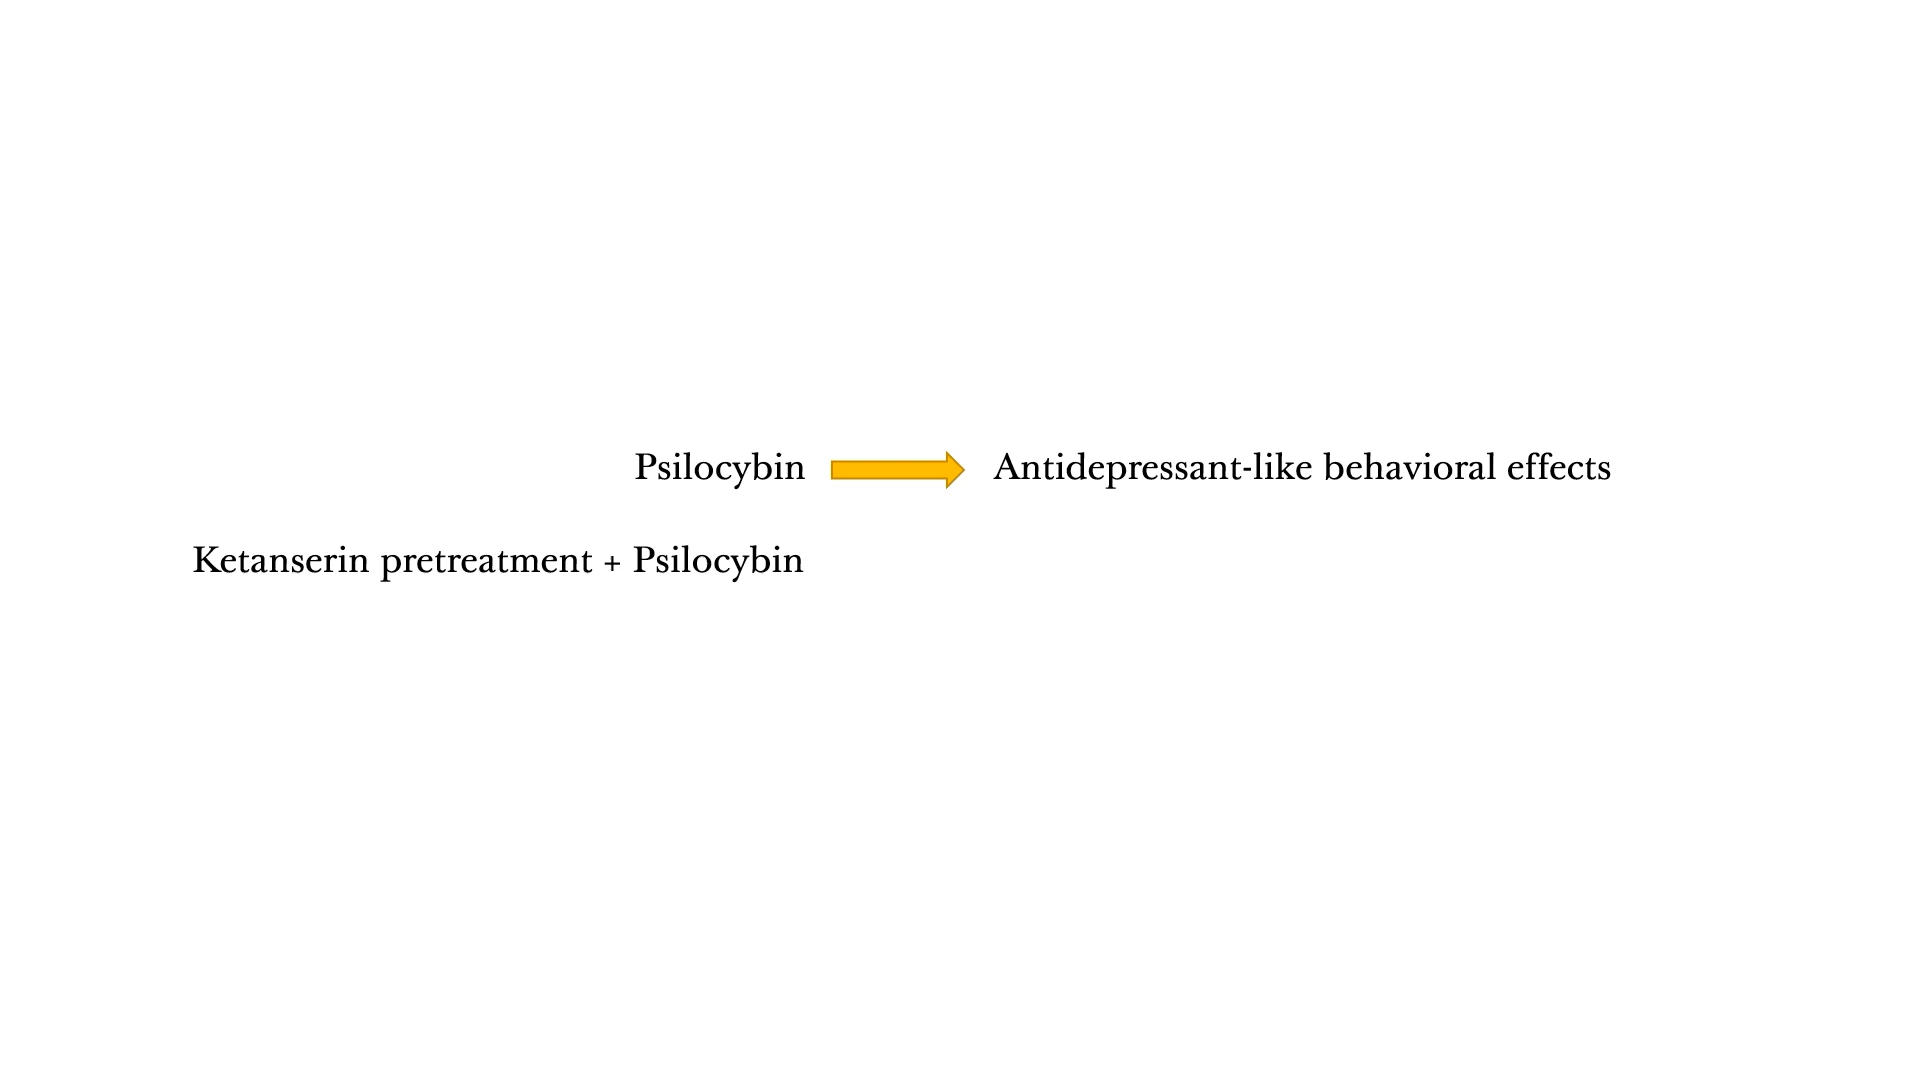 Psilocybin Antidepressant-like behavioral effects
Ketanserin pretreatment + Psilocybin